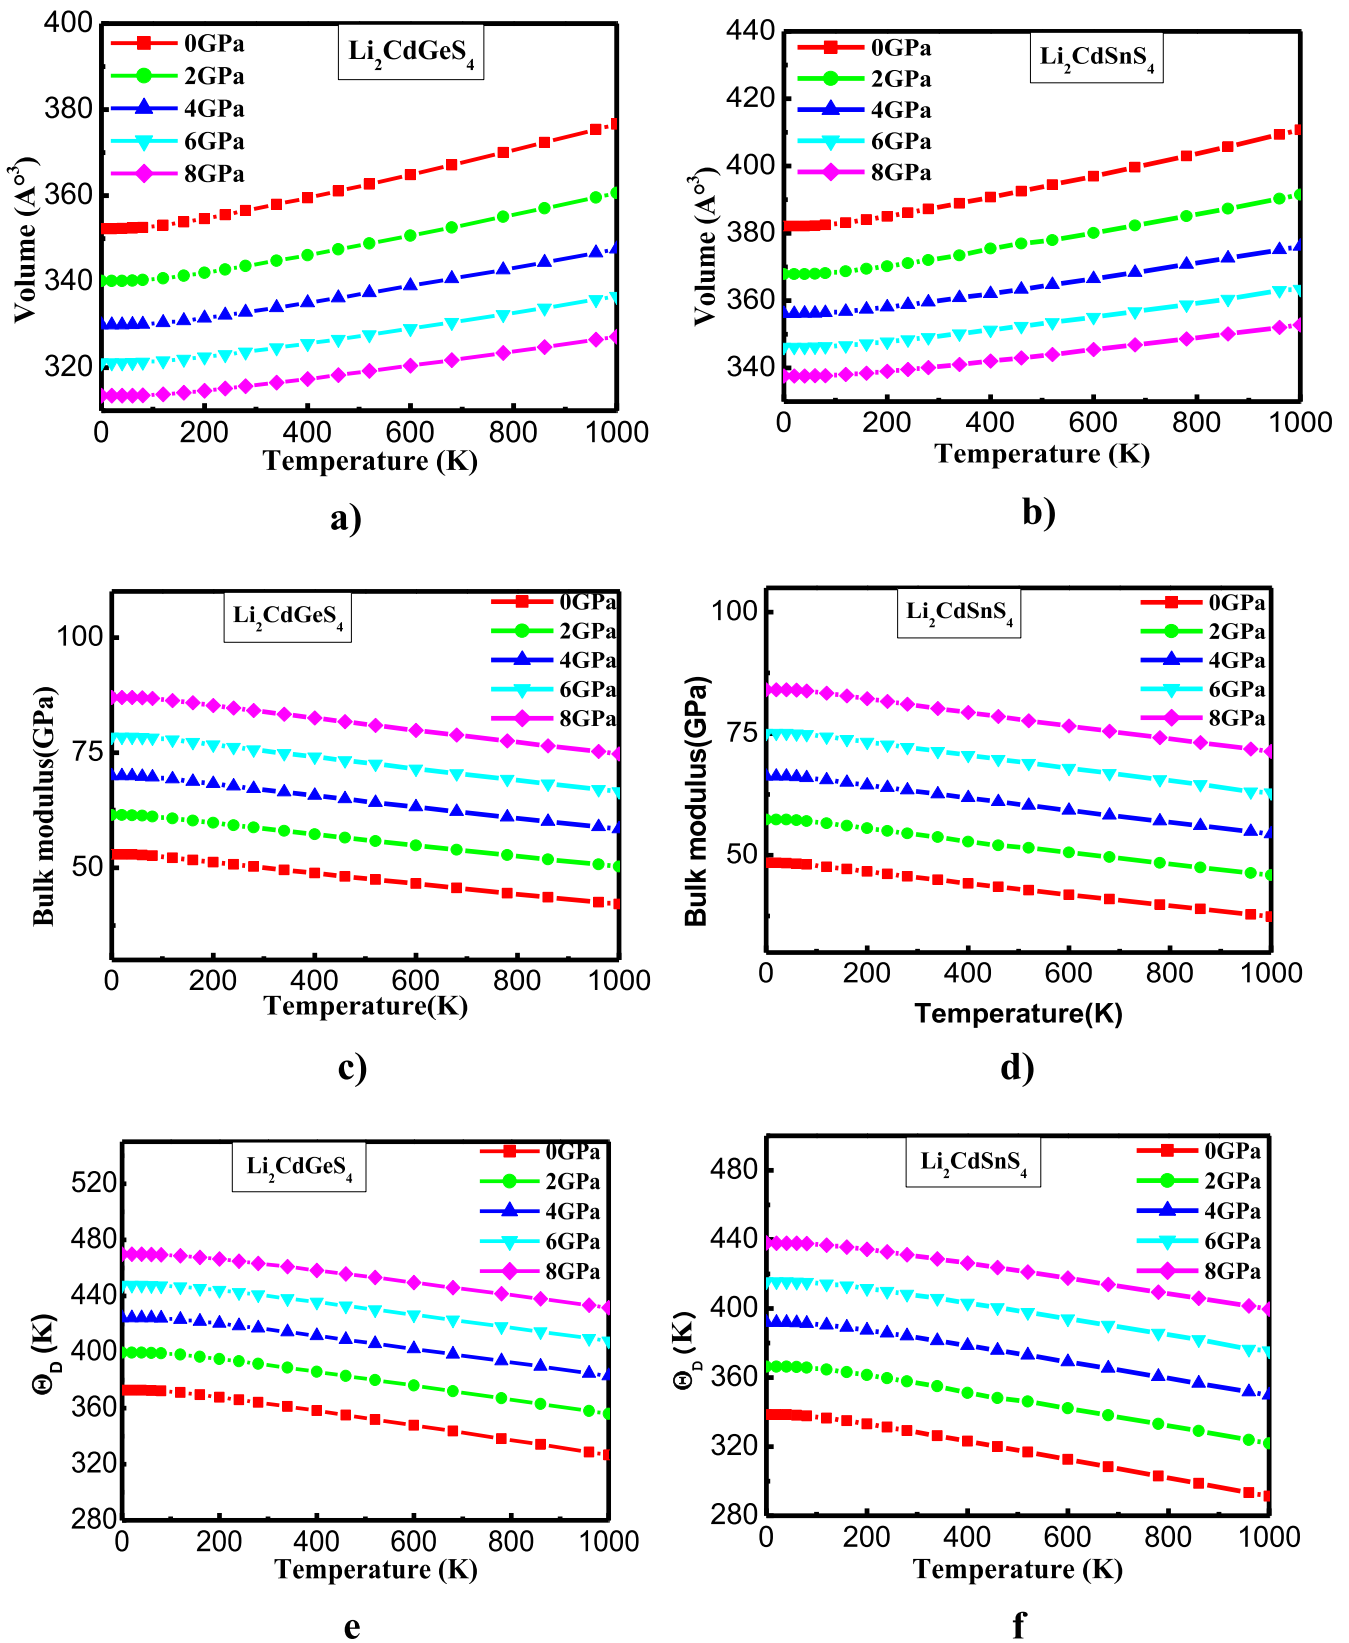 Li2CdGeS4
0GPa
2GPa
4GPa
6GPa
8GPa
400
380
360
340
320
Volume (A°3)
0 200 400 600 800 1000
Temperature (K)
a)
Li2CdSnS4
0GPa
2GPa
4GPa
6GPa
8GPa
440
420
400
380
360
340
Volume (A°3)
0 200 400 600 800 1000
Temperature (K)
b)
Li2CdGeS4
0GPa
2GPa
4GPa
6GPa
8GPa
100
75
50
Bulk modulus(GPa)
0 200 400 600 800 1000
Temperature(K)
c)
Li2CdSnS4
0GPa
2GPa
4GPa
6GPa
8GPa
100
75
50
Bulk modulus(GPa)
0 200 400 600 800 1000
Temperature(K)
d)
Li2CdGeS4
0GPa
2GPa
4GPa
6GPa
8GPa
520
480
440
400
360
320
280
ΘD (K)
0 200 400 600 800 1000
Temperature (K)
e
Li2CdSnS4
0GPa
2GPa
4GPa
6GPa
8GPa
480
440
400
360
320
280
ΘD (K)
0 200 400 600 800 1000
Temperature (K)
f